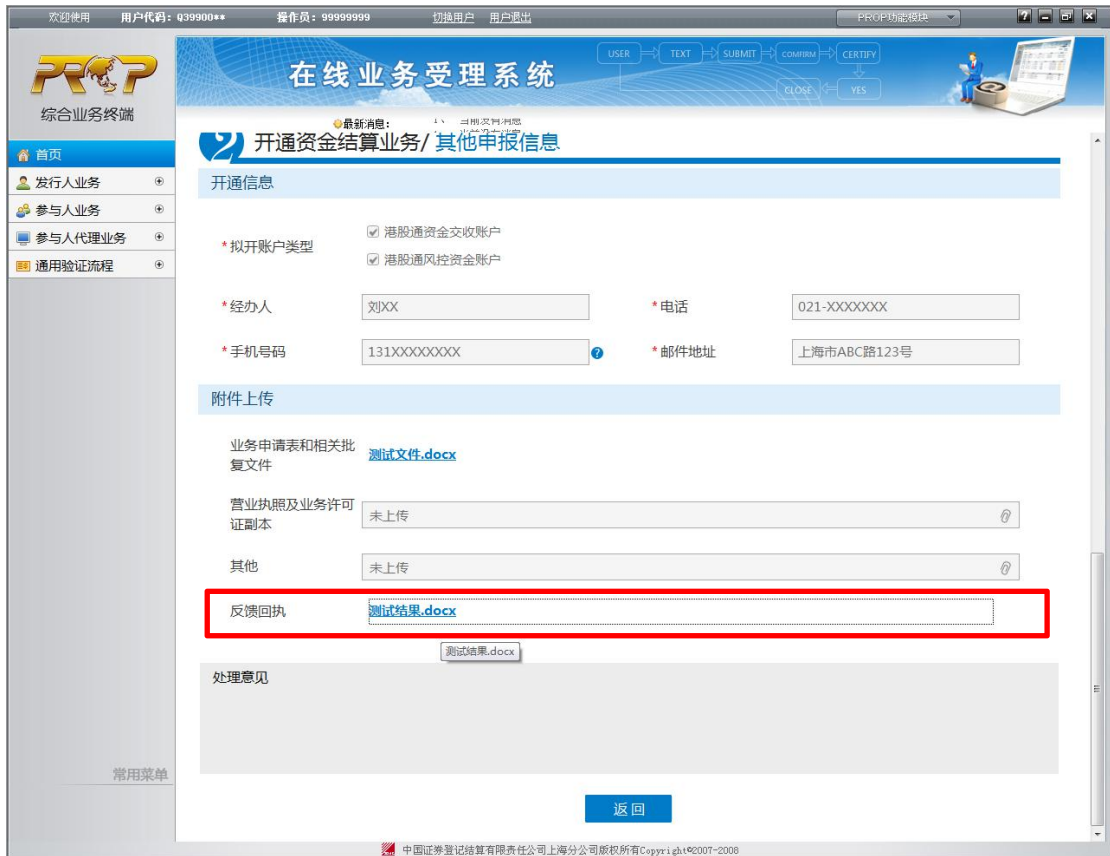 欢迎使用 用户代码：Q39900** 操作员：99999999 切换用户 用户退出 PROP功能模块
PROP
综合业务终端
在线业务受理系统
USER TEXT SUBMIT COMFIRM CERTIFY
CLOSE YES
最新消息： 1、 当前没有消息
开通资金结算业务/ 其他申报信息
首页
发行人业务
参与人业务
参与人代理业务
通用验证流程
常用菜单
开通信息
*拟开账户类型
港股通资金交收账户
港股通风控资金账户
*经办人 刘XX *电话 021-XXXXXXX
*手机号码 131XXXXXXXX *邮件地址 上海市ABC路123号
附件上传
业务申请表和相关批
复文件
测试文件.docx
营业执照及业务许可
证副本
未上传
其他 未上传
反馈回执 测试结果.docx
测试结果.docx
处理意见
返回
中国证券登记结算有限责任公司上海分公司版权所有Copyright©2007-2008